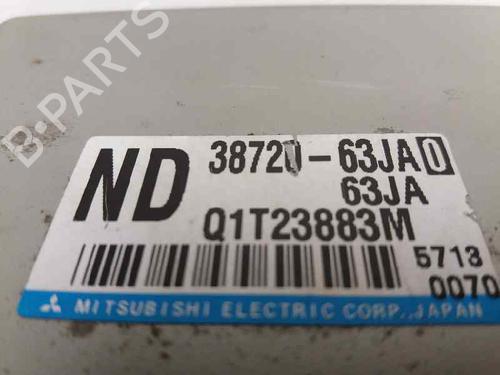 B-PARTS
ND 38720-63JA0
63JA
Q1T23883M
5713
0070
MITSUBISHI ELECTRIC CORP. JAPAN